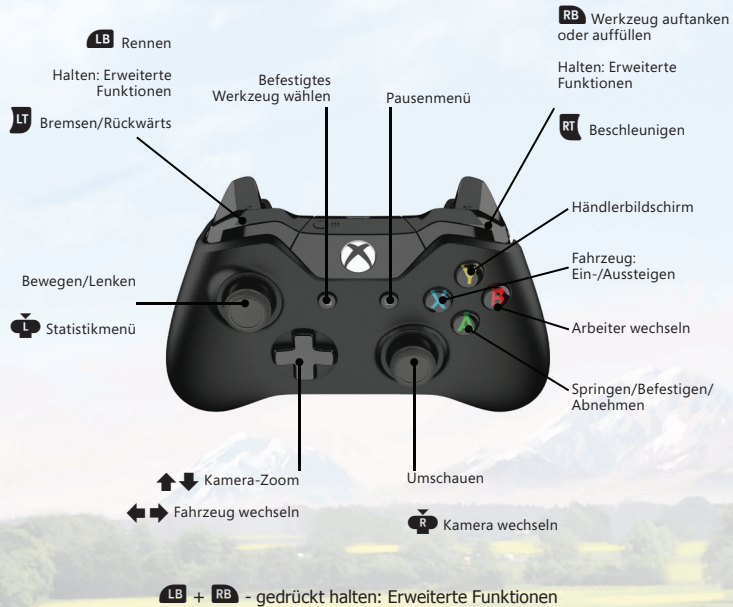 LB Rennen
Halten: Erweiterte
Funktionen
LT Bremsen/Rückwärts
Befestigtes
Werkzeug wählen
Pausenmenü
RB Werkzeug auftanken
oder auffüllen
Halten: Erweiterte
Funktionen
RT Beschleunigen
Händlerbildschirm
Fahrzeug:
Ein-/Aussteigen
Arbeiter wechseln
Springen/Befestigen/
Abnehmen
Y
X
B
A
Bewegen/Lenken
L Statistikmenü
Kamera-Zoom
Fahrzeug wechseln
Umschauen
R Kamera wechseln
LB + RB - gedrückt halten: Erweiterte Funktionen